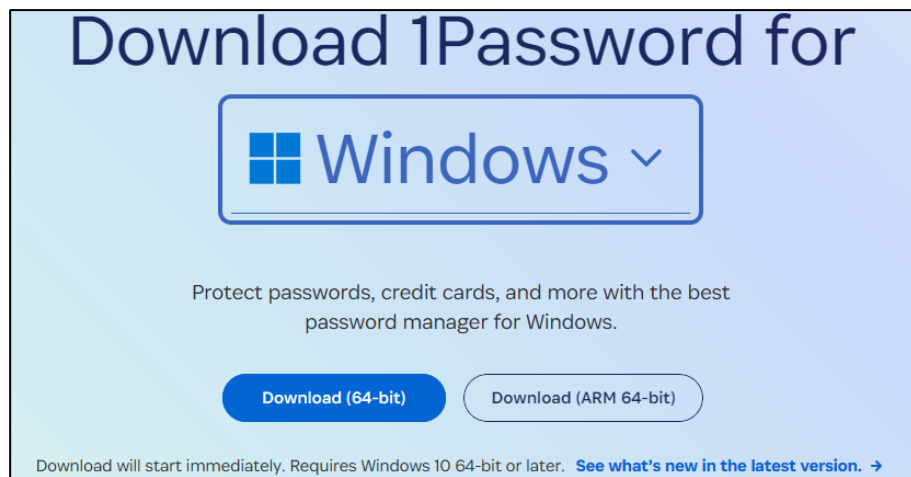 Download 1Password for
Windows
Protect passwords, credit cards, and more with the best
password manager for Windows.
Download (64-bit)
Download (ARM 64-bit)
Download will start immediately. Requires Windows 10 64-bit or later. See what's new in the latest version. →